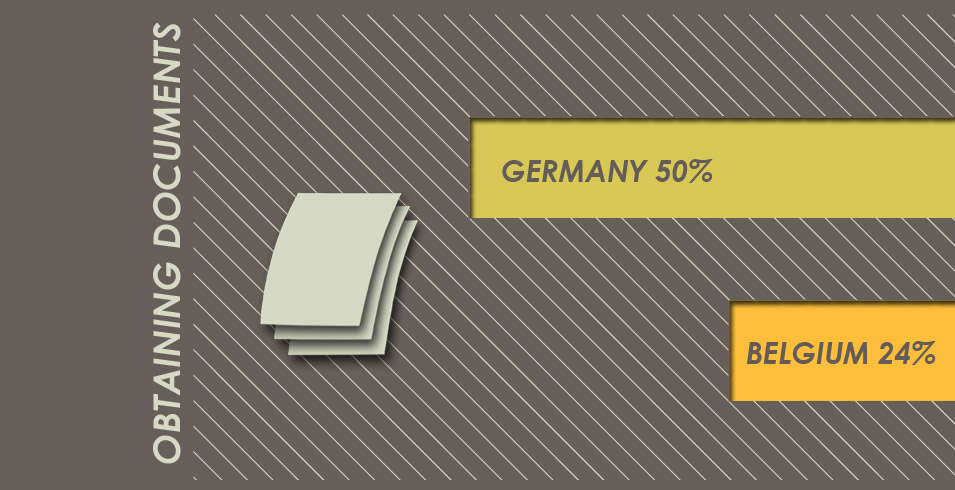 OBTAINING DOCUMENTS
GERMANY 50%
BELGIUM 24%